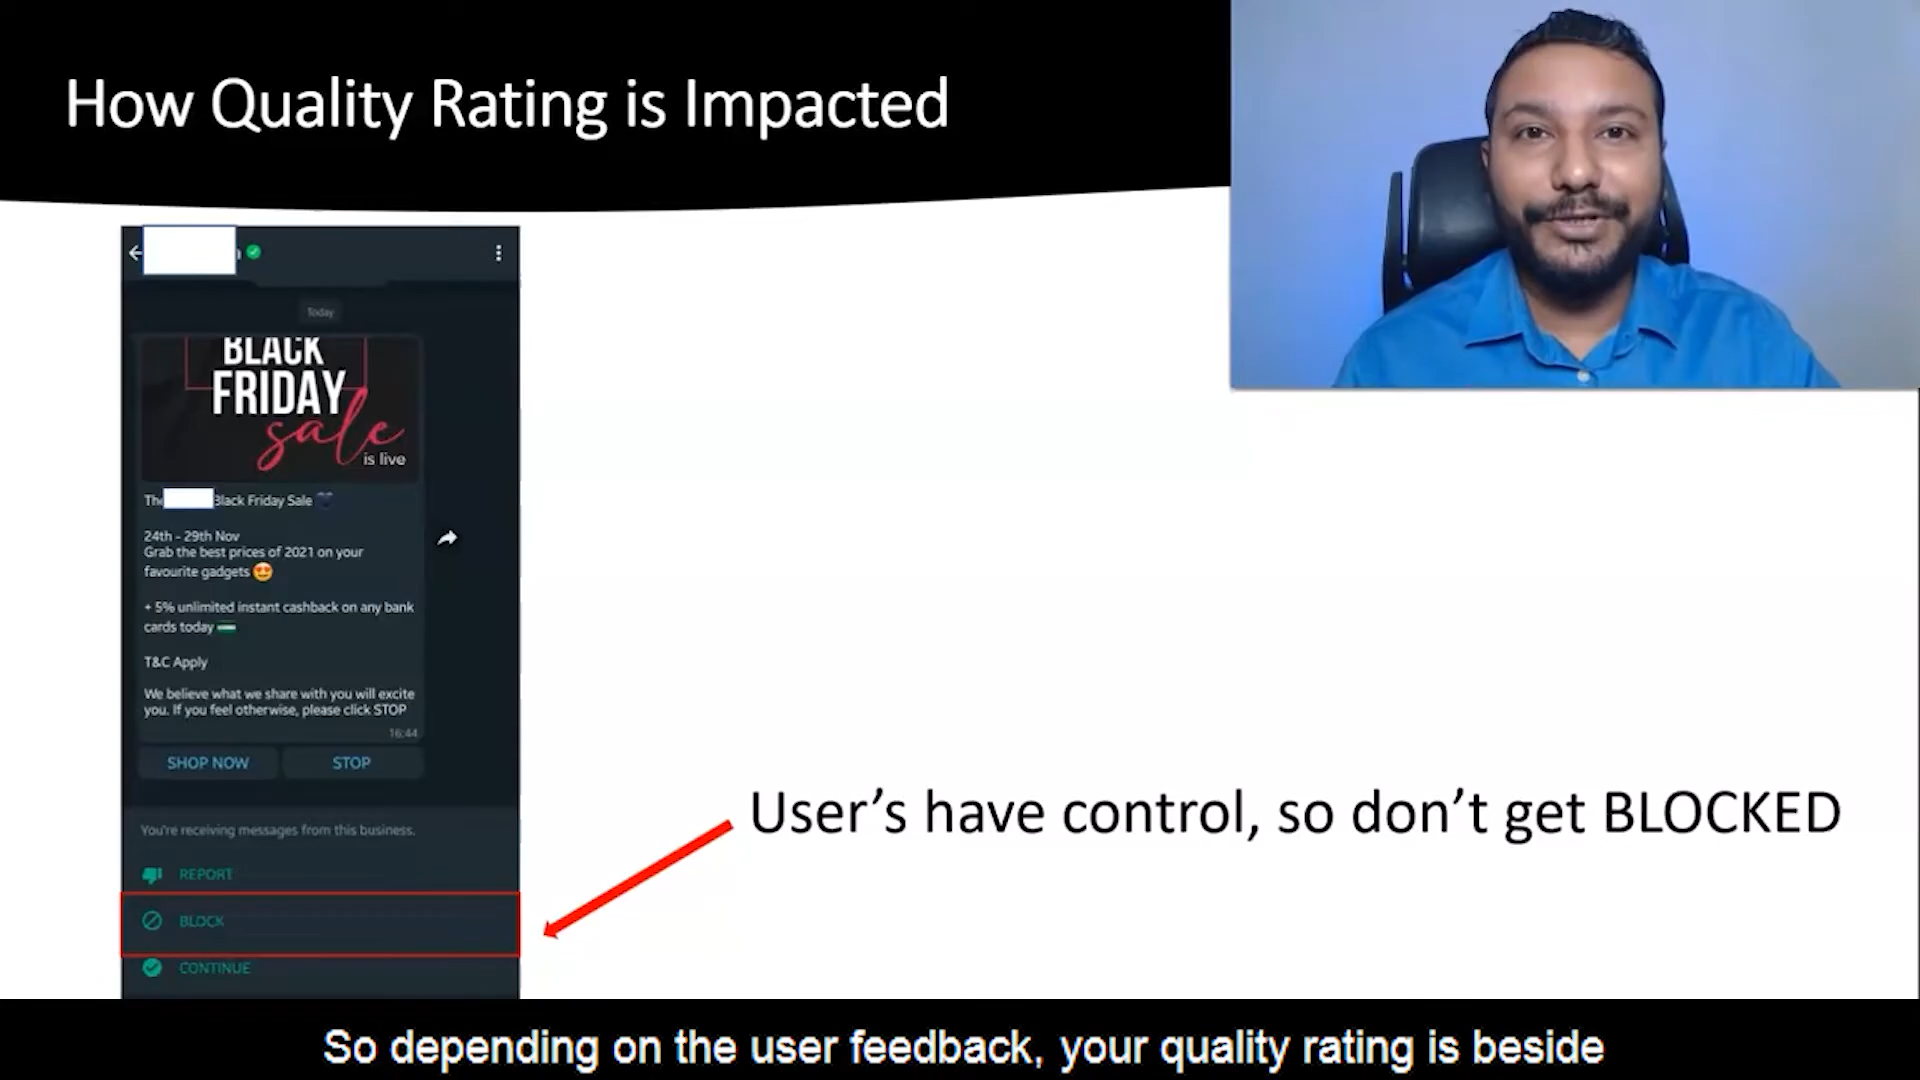 How Quality Rating is Impacted
Today
BLACK
FRIDAY
sale
is live
The Black Friday Sale 🖤
24th - 29th Nov
Grab the best prices of 2021 on your
favourite gadgets 😍
+ 5% unlimited instant cashback on any bank
cards today 💳
T&C Apply
We believe what we share with you will excite
you. If you feel otherwise, please click STOP
16:44
SHOP NOW
STOP
You're receiving messages from this business.
REPORT
BLOCK
CONTINUE
User’s have control, so don’t get BLOCKED
So depending on the user feedback, your quality rating is beside